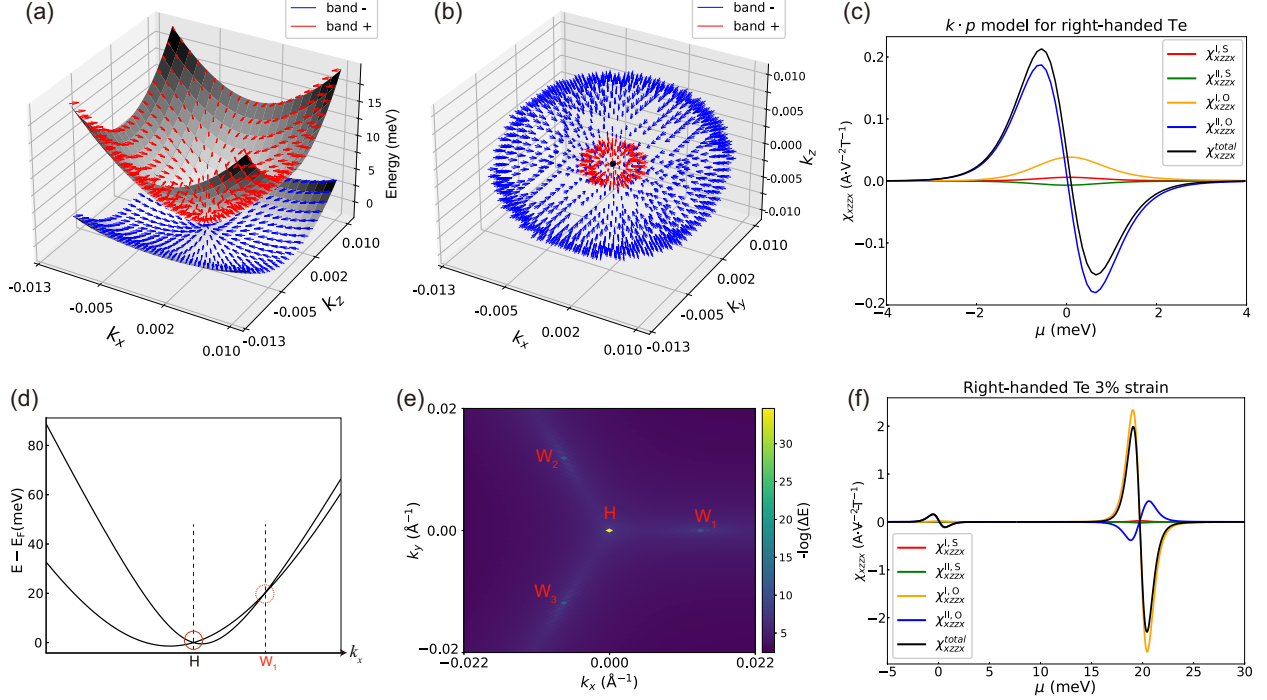 (a)
band -
band +
15
10
5
0
Energy (meV)
0.010
0.002
-0.005
-0.013
k_z
-0.013
-0.005
0.002
0.010
k_x
(b)
band -
band +
0.010
0.005
0.000
-0.005
-0.010
k_z
0.010
0.002
-0.005
-0.013
k_y
-0.013
-0.005
0.002
0.010
k_x
(c)
k · p model for right-handed Te
χ^{I, S}_{xzzx}
χ^{II, S}_{xzzx}
χ^{I, O}_{xzzx}
χ^{II, O}_{xzzx}
χ^{total}_{xzzx}
0.2
0.1
0.0
−0.1
−0.2
χ_{xzzx} (A·V⁻²T⁻¹)
−4
−2
0
2
4
μ (meV)
(d)
80
60
40
20
0
E − E_F(meV)
H
W_1
k_x
(e)
0.02
0.00
−0.02
k_y (Å⁻¹)
W_2
H
W_1
W_3
−0.022
0.000
0.022
k_x (Å⁻¹)
30
25
20
15
10
5
-log(ΔE)
(f)
Right-handed Te 3% strain
2
1
0
−1
−2
χ_{xzzx} (A·V⁻²T⁻¹)
χ^{I, S}_{xzzx}
χ^{II, S}_{xzzx}
χ^{I, O}_{xzzx}
χ^{II, O}_{xzzx}
χ^{total}_{xzzx}
−5
0
5
10
15
20
25
30
μ (meV)